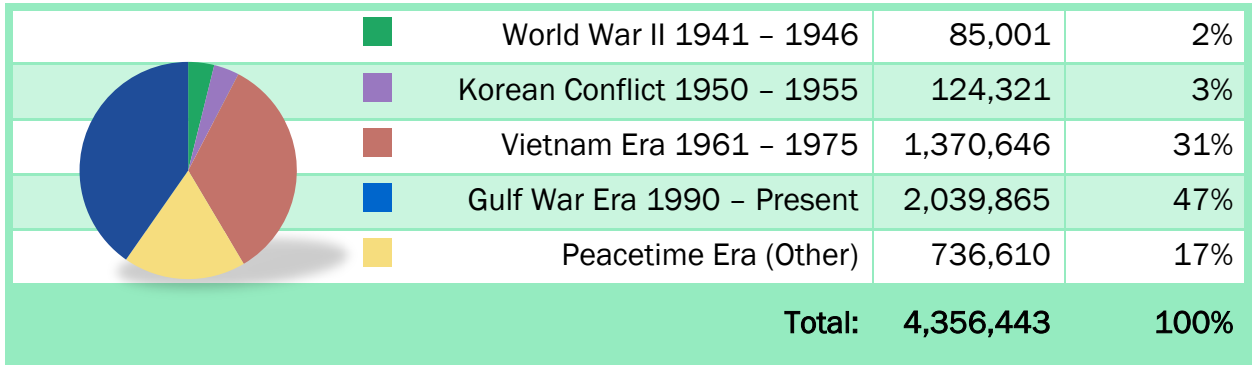 World War II 1941 – 1946 85,001 2%
Korean Conflict 1950 – 1955 124,321 3%
Vietnam Era 1961 – 1975 1,370,646 31%
Gulf War Era 1990 – Present 2,039,865 47%
Peacetime Era (Other) 736,610 17%
Total: 4,356,443 100%